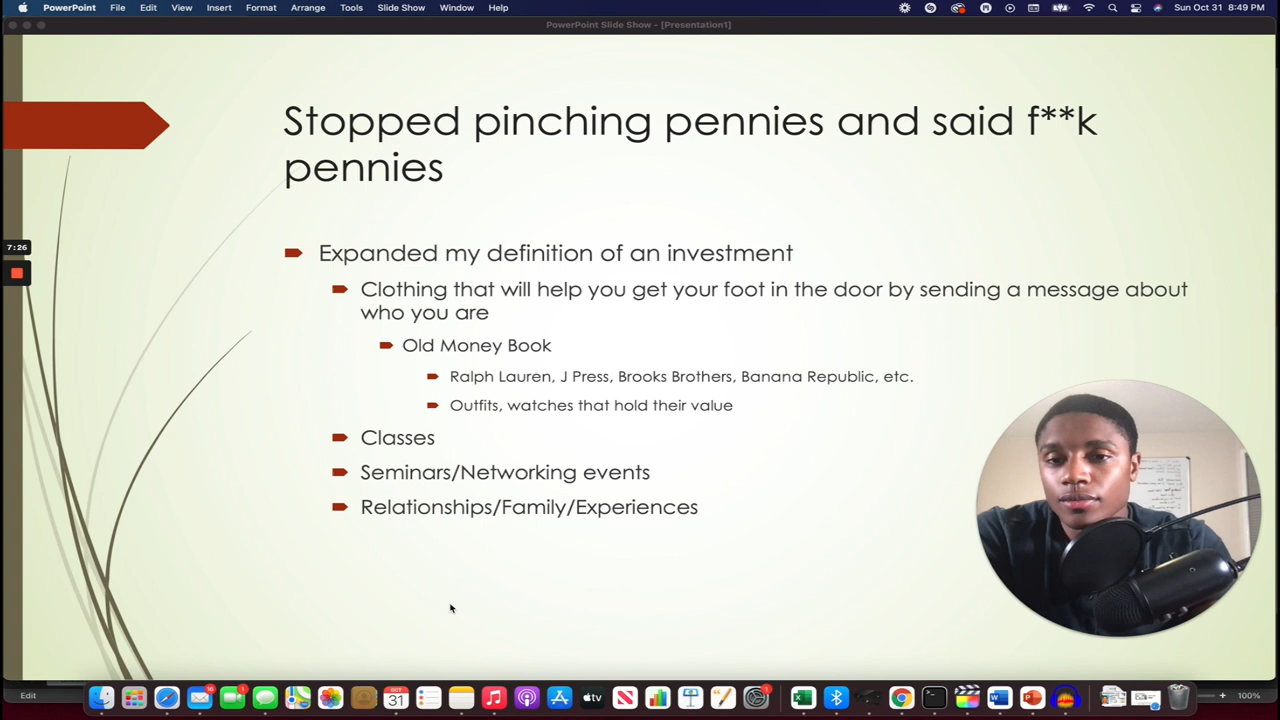 PowerPoint File Edit View Insert Format Arrange Tools Slide Show Window Help Sun Oct 31 8:49 PM
PowerPoint Slide Show - [Presentation1]
Stopped pinching pennies and said f**k
pennies
7:26
Expanded my definition of an investment
Clothing that will help you get your foot in the door by sending a message about
who you are
Old Money Book
Ralph Lauren, J Press, Brooks Brothers, Banana Republic, etc.
Outfits, watches that hold their value
Classes
Seminars/Networking events
Relationships/Family/Experiences
OCT
31
tv
Edit
100%